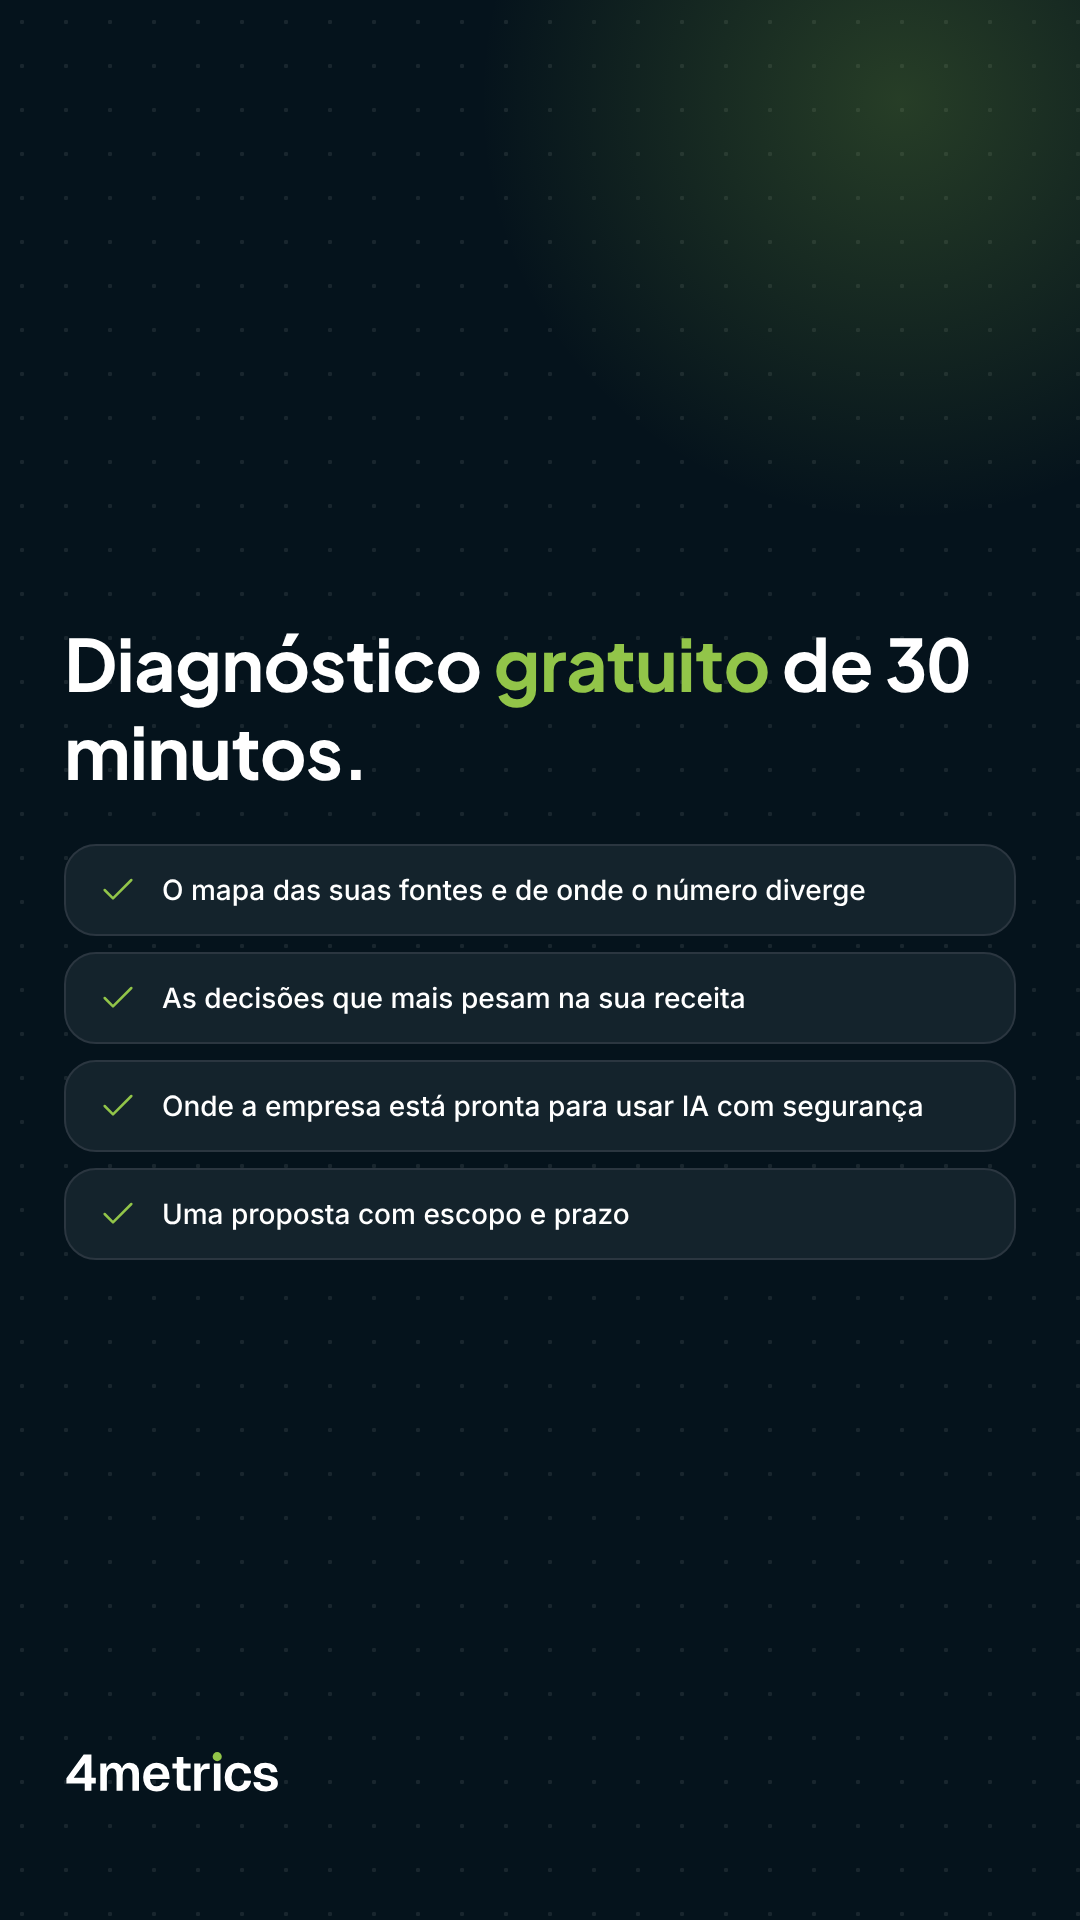 Diagnóstico gratuito de 30
minutos.
O mapa das suas fontes e de onde o número diverge
As decisões que mais pesam na sua receita
Onde a empresa está pronta para usar IA com segurança
Uma proposta com escopo e prazo
4metrics